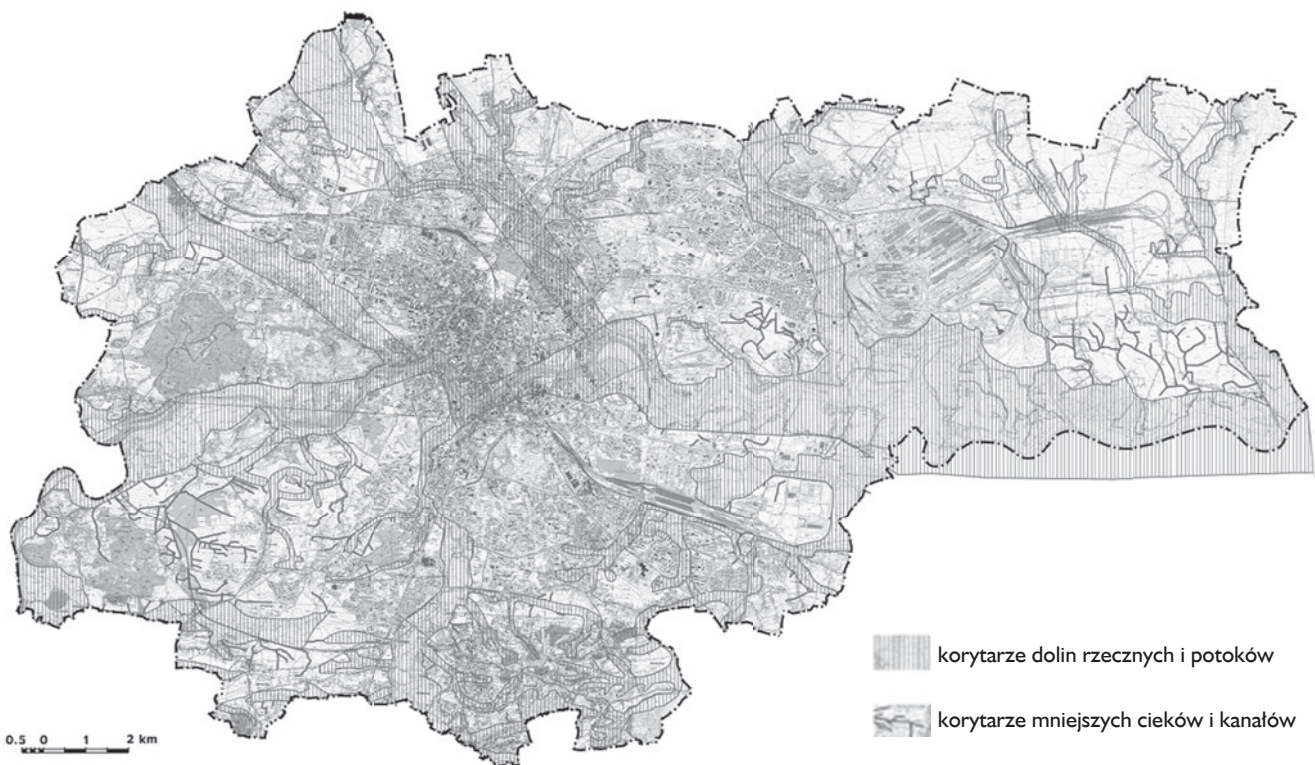 korytarze dolin rzecznych i potoków
korytarze mniejszych cieków i kanałów
0.5 0 1 2 km